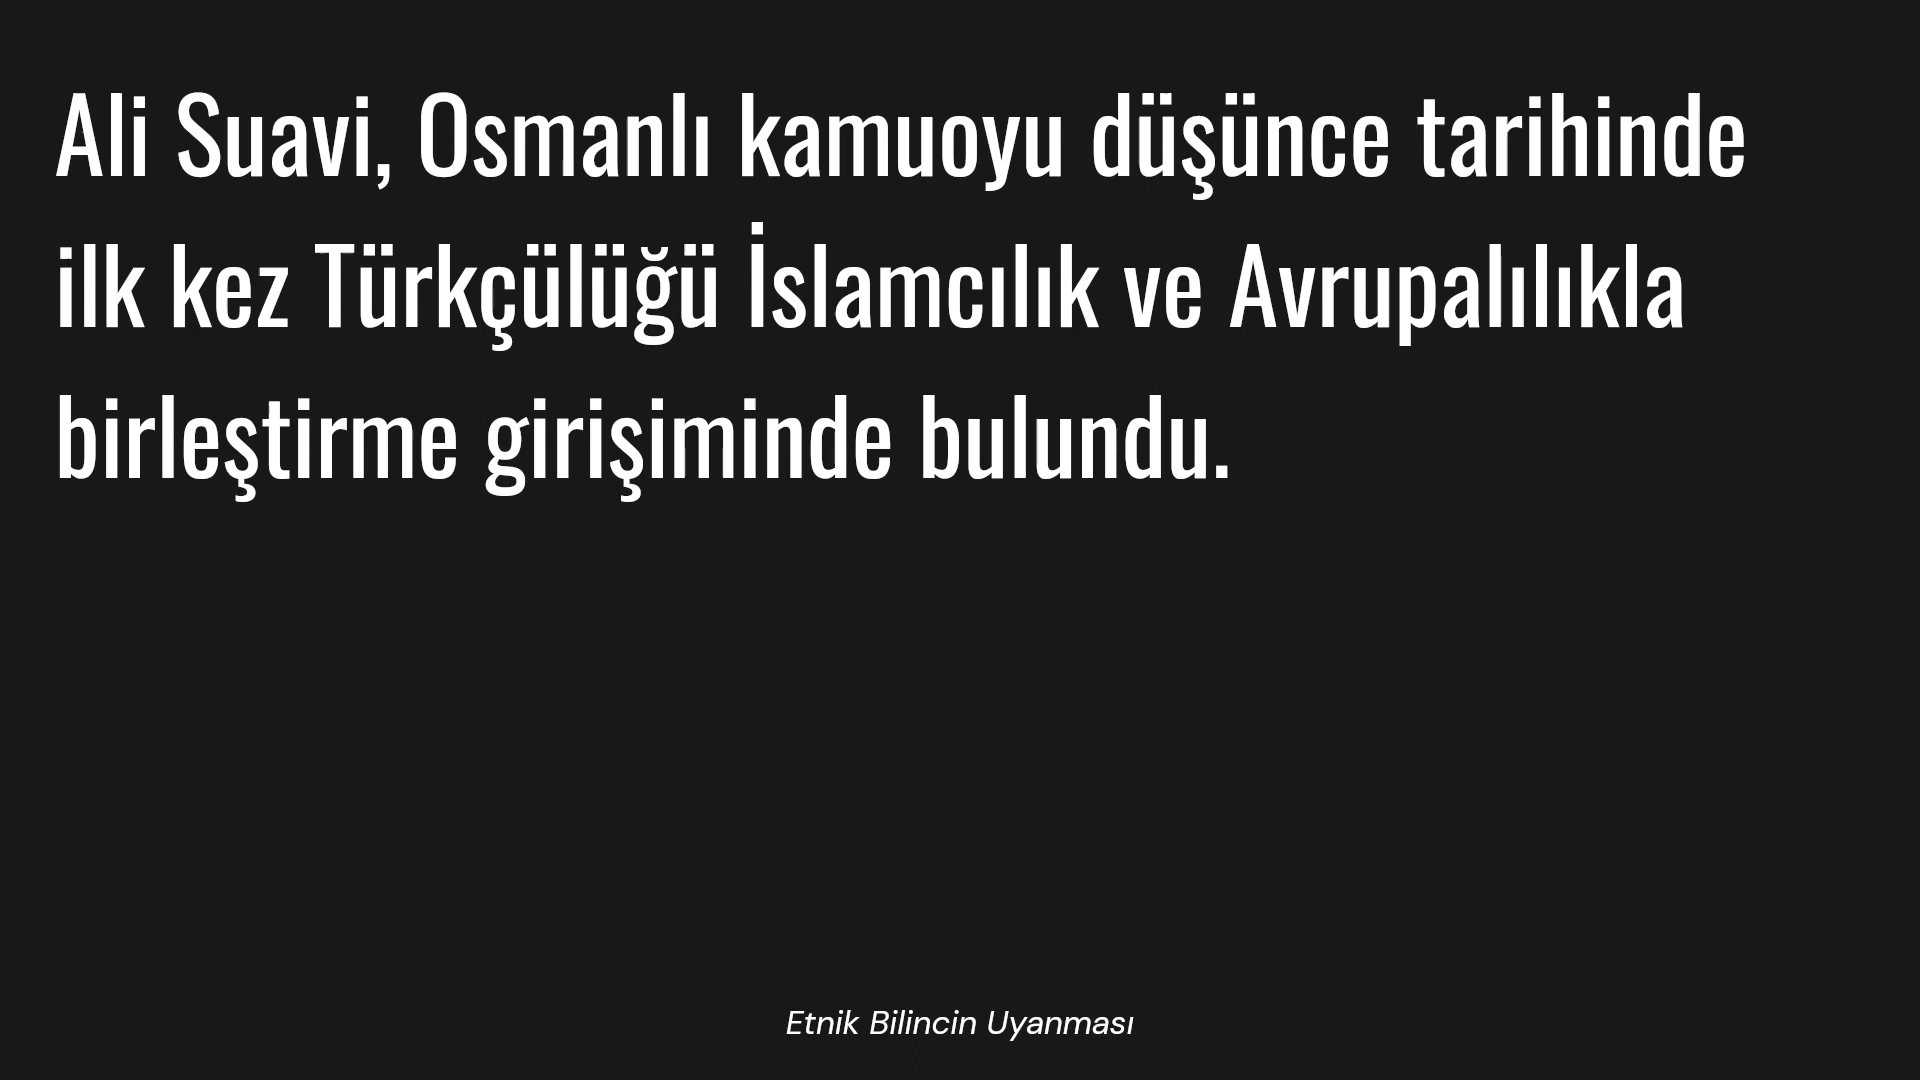 Ali Suavi, Osmanlı kamuoyu düşünce tarihinde
ilk kez Türkçülüğü İslamcılık ve Avrupalılıkla
birleştirme girişiminde bulundu.
Etnik Bilincin Uyanması